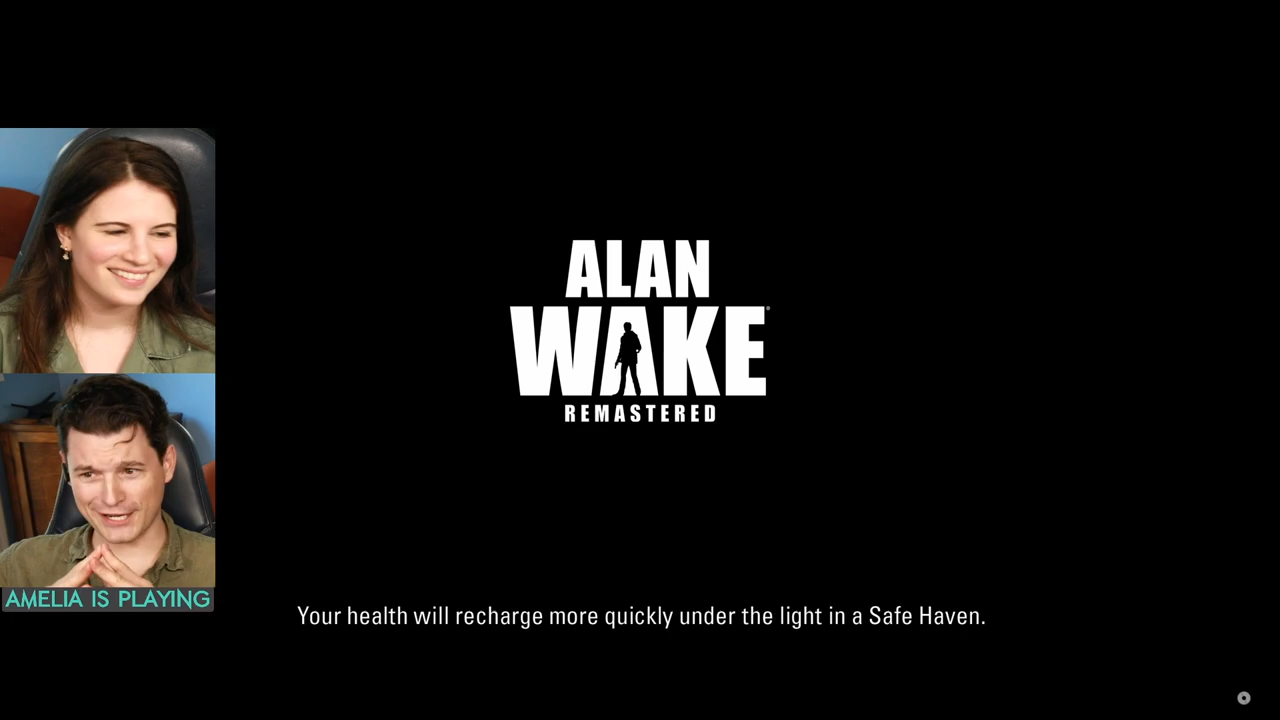 ALAN
WAKE
REMASTERED
AMELIA IS PLAYING
Your health will recharge more quickly under the light in a Safe Haven.